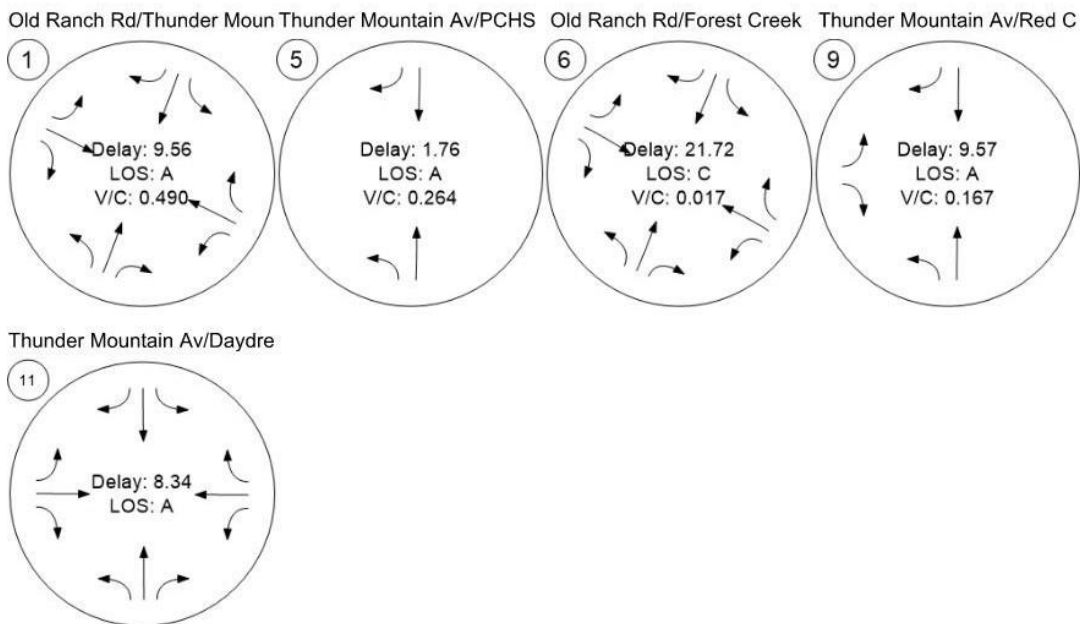 Old Ranch Rd/Thunder Moun
Thunder Mountain Av/PCHS
Old Ranch Rd/Forest Creek
Thunder Mountain Av/Red C
1
Delay: 9.56
LOS: A
V/C: 0.490
5
Delay: 1.76
LOS: A
V/C: 0.264
6
Delay: 21.72
LOS: C
V/C: 0.017
9
Delay: 9.57
LOS: A
V/C: 0.167
Thunder Mountain Av/Daydre
11
Delay: 8.34
LOS: A